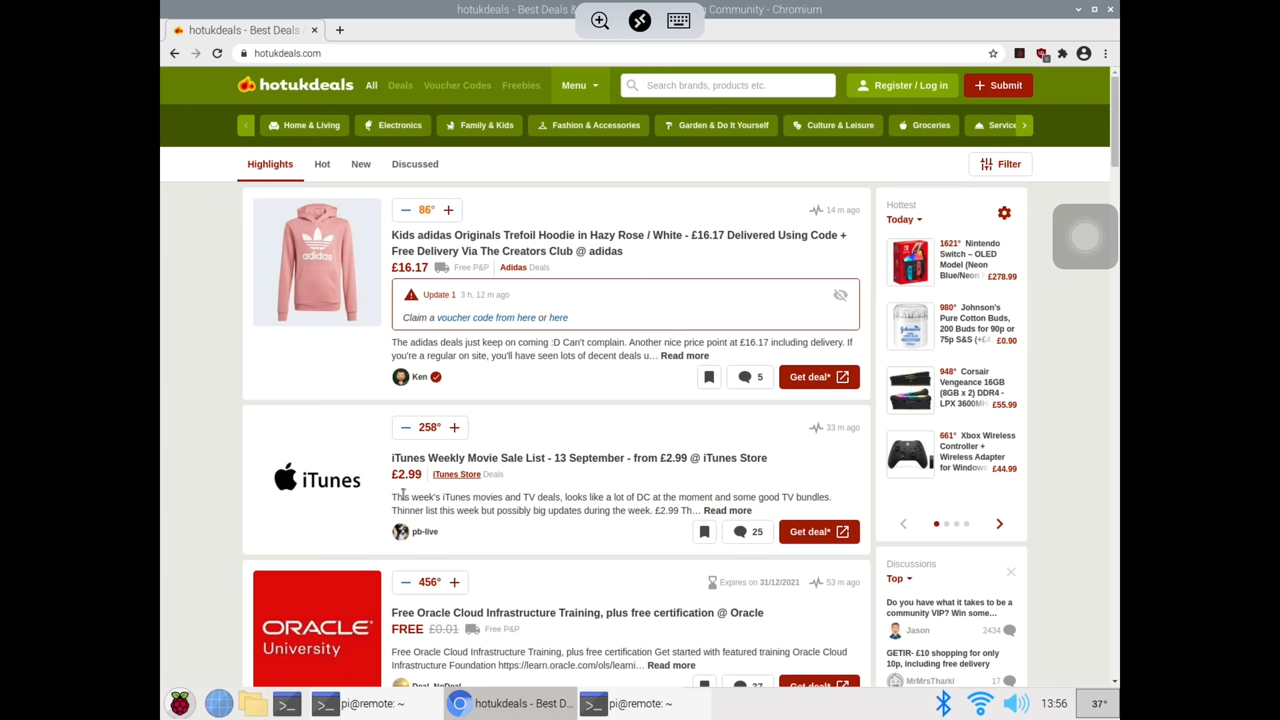 hotukdeals - Best Deals &
Community - Chromium
hotukdeals - Best Deals
hotukdeals.com
hotukdeals
All
Deals
Voucher Codes
Freebies
Menu
Search brands, products etc.
Register / Log in
Submit
Home & Living
Electronics
Family & Kids
Fashion & Accessories
Garden & Do It Yourself
Culture & Leisure
Groceries
Service
Highlights
Hot
New
Discussed
Filter
adidas
86°
14 m ago
Kids adidas Originals Trefoil Hoodie in Hazy Rose / White - £16.17 Delivered Using Code +
Free Delivery Via The Creators Club @ adidas
£16.17 Free P&P Adidas Deals
Update 1 3 h, 12 m ago
Claim a voucher code from here or here
The adidas deals just keep on coming :D Can't complain. Another nice price point at £16.17 including delivery. If
you're a regular on site, you'll have seen lots of decent deals u... Read more
Ken
5
Get deal*
iTunes
258°
33 m ago
iTunes Weekly Movie Sale List - 13 September - from £2.99 @ iTunes Store
£2.99 iTunes Store Deals
This week's iTunes movies and TV deals, looks like a lot of DC at the moment and some good TV bundles.
Thinner list this week but possibly big updates during the week. £2.99 Th... Read more
pb-live
25
Get deal*
ORACLE
University
456°
Expires on 31/12/2021
53 m ago
Free Oracle Cloud Infrastructure Training, plus free certification @ Oracle
FREE £0.01 Free P&P
Free Oracle Cloud Infrastructure Training, plus free certification Get started with featured training Oracle Cloud
Infrastructure Foundation https://learn.oracle.com/ols/learni... Read more
Hottest
Today
1621° Nintendo
Switch – OLED
Model (Neon
Blue/Neon
£278.99
980° Johnson's
Pure Cotton Buds,
200 Buds for 90p or
75p S&S (+£4
£0.90
948° Corsair
Vengeance 16GB
(8GB x 2) DDR4 -
LPX 3600MH
£55.99
661° Xbox Wireless
Controller +
Wireless Adapter
for Windows
£44.99
Discussions
Top
Do you have what it takes to be a
community VIP? Win some…
Jason
2434
GETIR- £10 shopping for only
10p, including free delivery
MrMrsTharki
17
pi@remote: ~
hotukdeals - Best D...
pi@remote: ~
13:56
37°